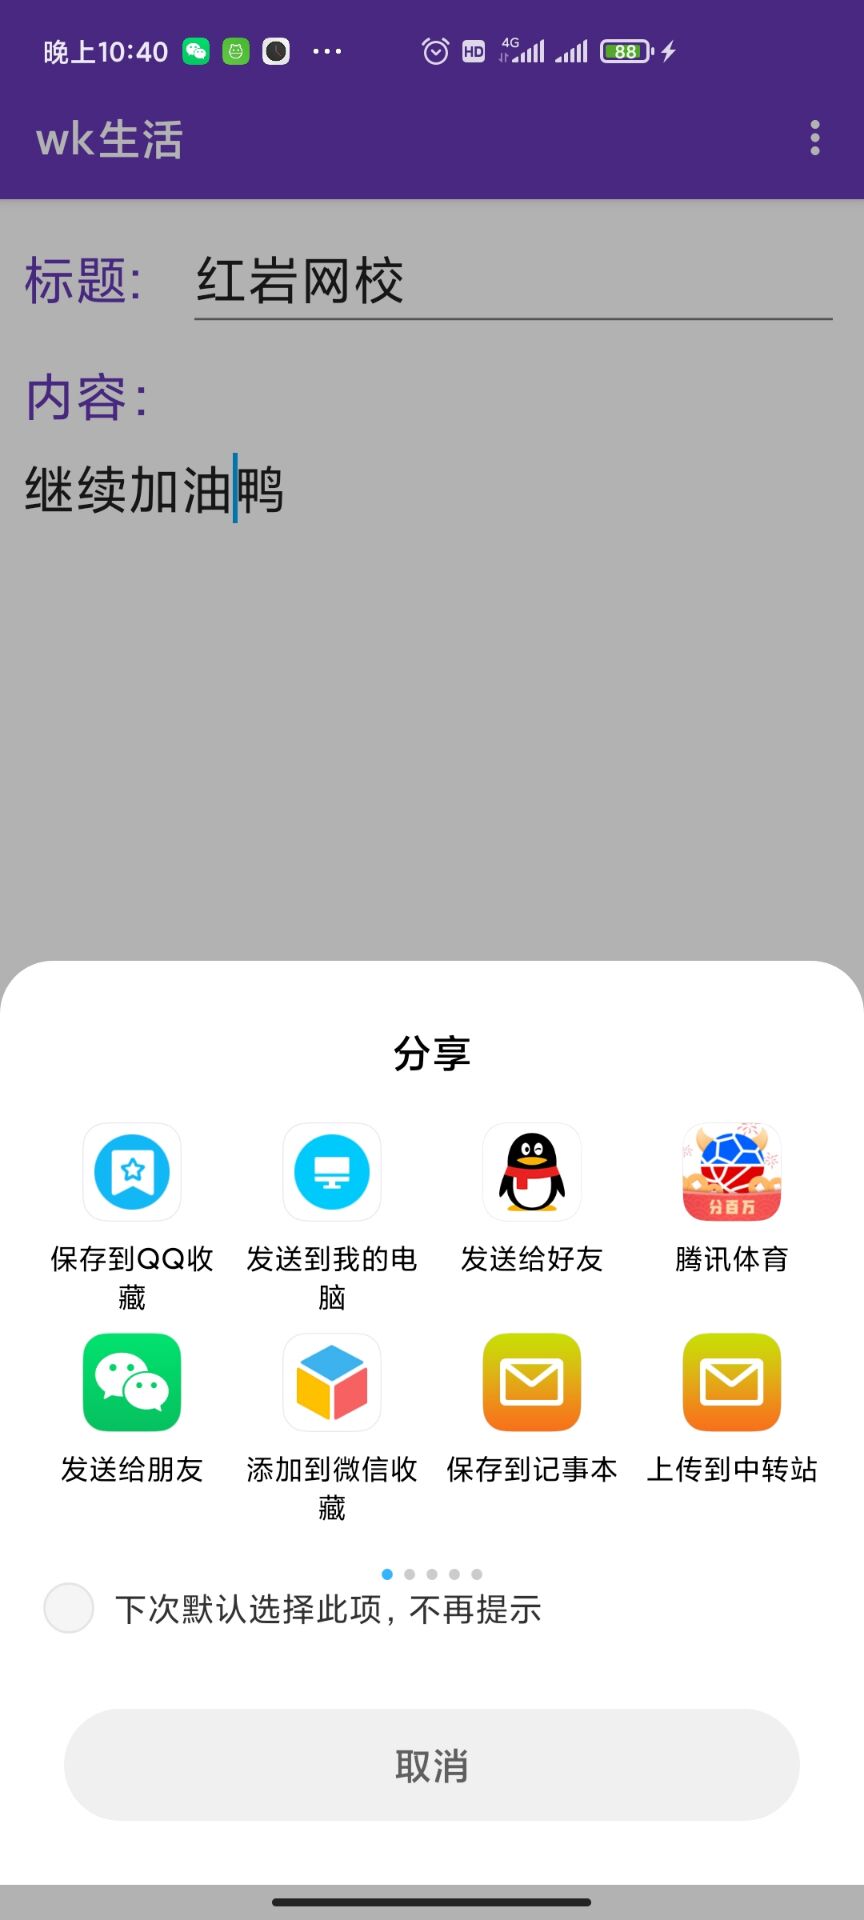 晚上10:40
HD
4G
88
wk生活
标题:
红岩网校
内容:
继续加油鸭
分享
分百万
保存到QQ收
藏
发送到我的电
脑
发送给好友
腾讯体育
发送给朋友
添加到微信收
藏
保存到记事本
上传到中转站
下次默认选择此项，不再提示
取消